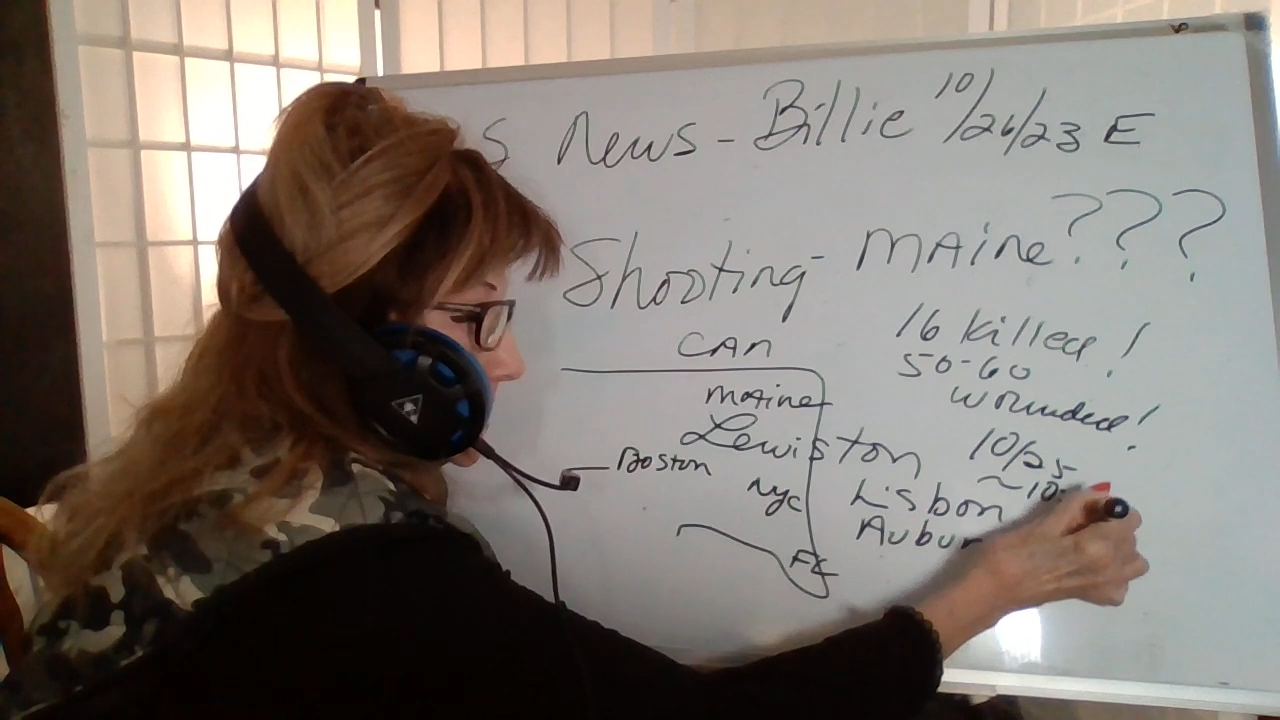 S News - Billie 10/26/23 E
Shooting - MAine???
CAN
16 killed!
50-60
wounded!
Maine
Lewiston
10/25
Boston
~10:
NYC
Lisbon
Aubur
FL